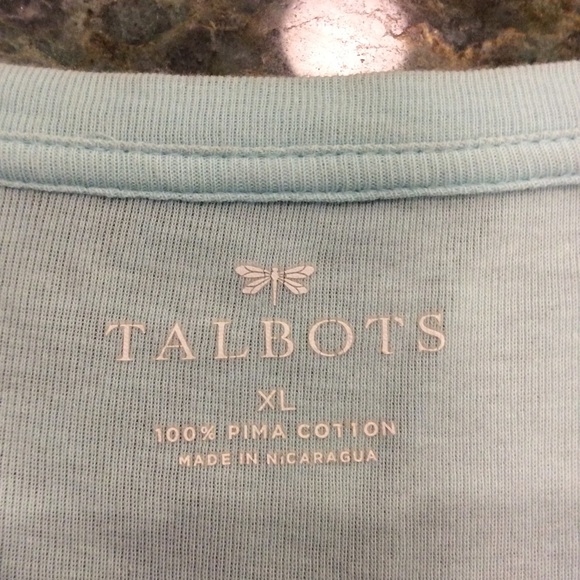 TALBOTS
XL
100% PIMA COTTON
MADE IN NICARAGUA